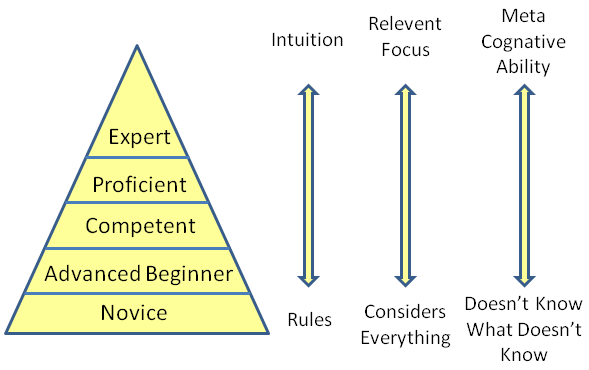 Expert
Proficient
Competent
Advanced Beginner
Novice
Intuition
Rules
Relevent
Focus
Considers
Everything
Meta
Cognative
Ability
Doesn't Know
What Doesn't
Know